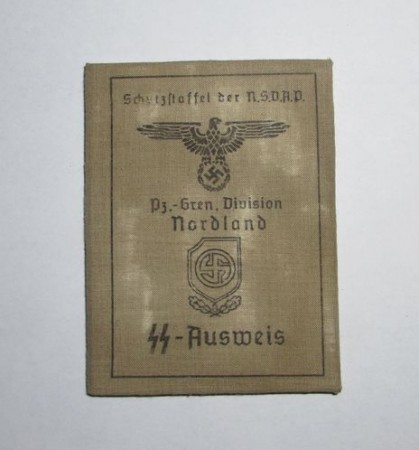 Schutzstaffel der N.S.D.A.P.
Pz.-Gren. Division
Nordland
SS-Ausweis